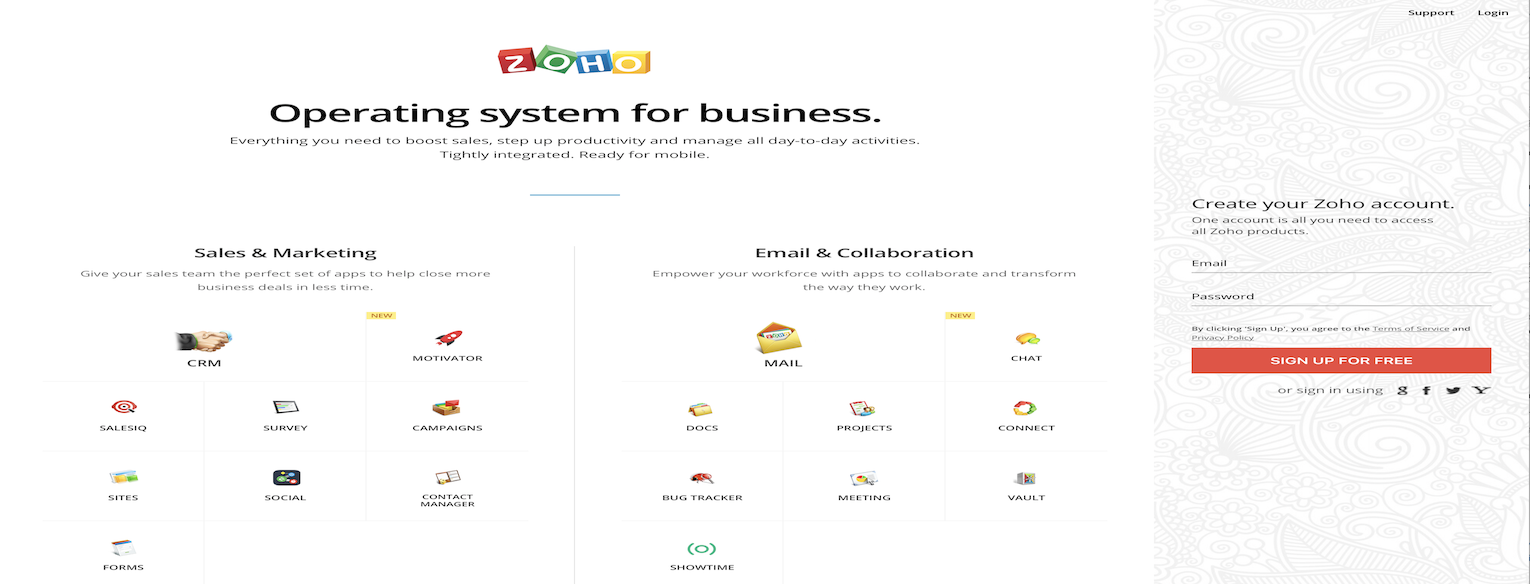 Support Login
ZOHO
Operating system for business.
Everything you need to boost sales, step up productivity and manage all day-to-day activities.
Tightly integrated. Ready for mobile.
Sales & Marketing
Give your sales team the perfect set of apps to help close more
business deals in less time.
CRM
NEW
MOTIVATOR
SALESIQ
SURVEY
CAMPAIGNS
SITES
SOCIAL
CONTACT
MANAGER
FORMS
Email & Collaboration
Empower your workforce with apps to collaborate and transform
the way they work.
ZOHO
MAIL
NEW
CHAT
DOCS
PROJECTS
CONNECT
BUG TRACKER
MEETING
VAULT
SHOWTIME
Create your Zoho account.
One account is all you need to access
all Zoho products.
Email
Password
By clicking 'Sign Up', you agree to the Terms of Service and
Privacy Policy
SIGN UP FOR FREE
or sign in using